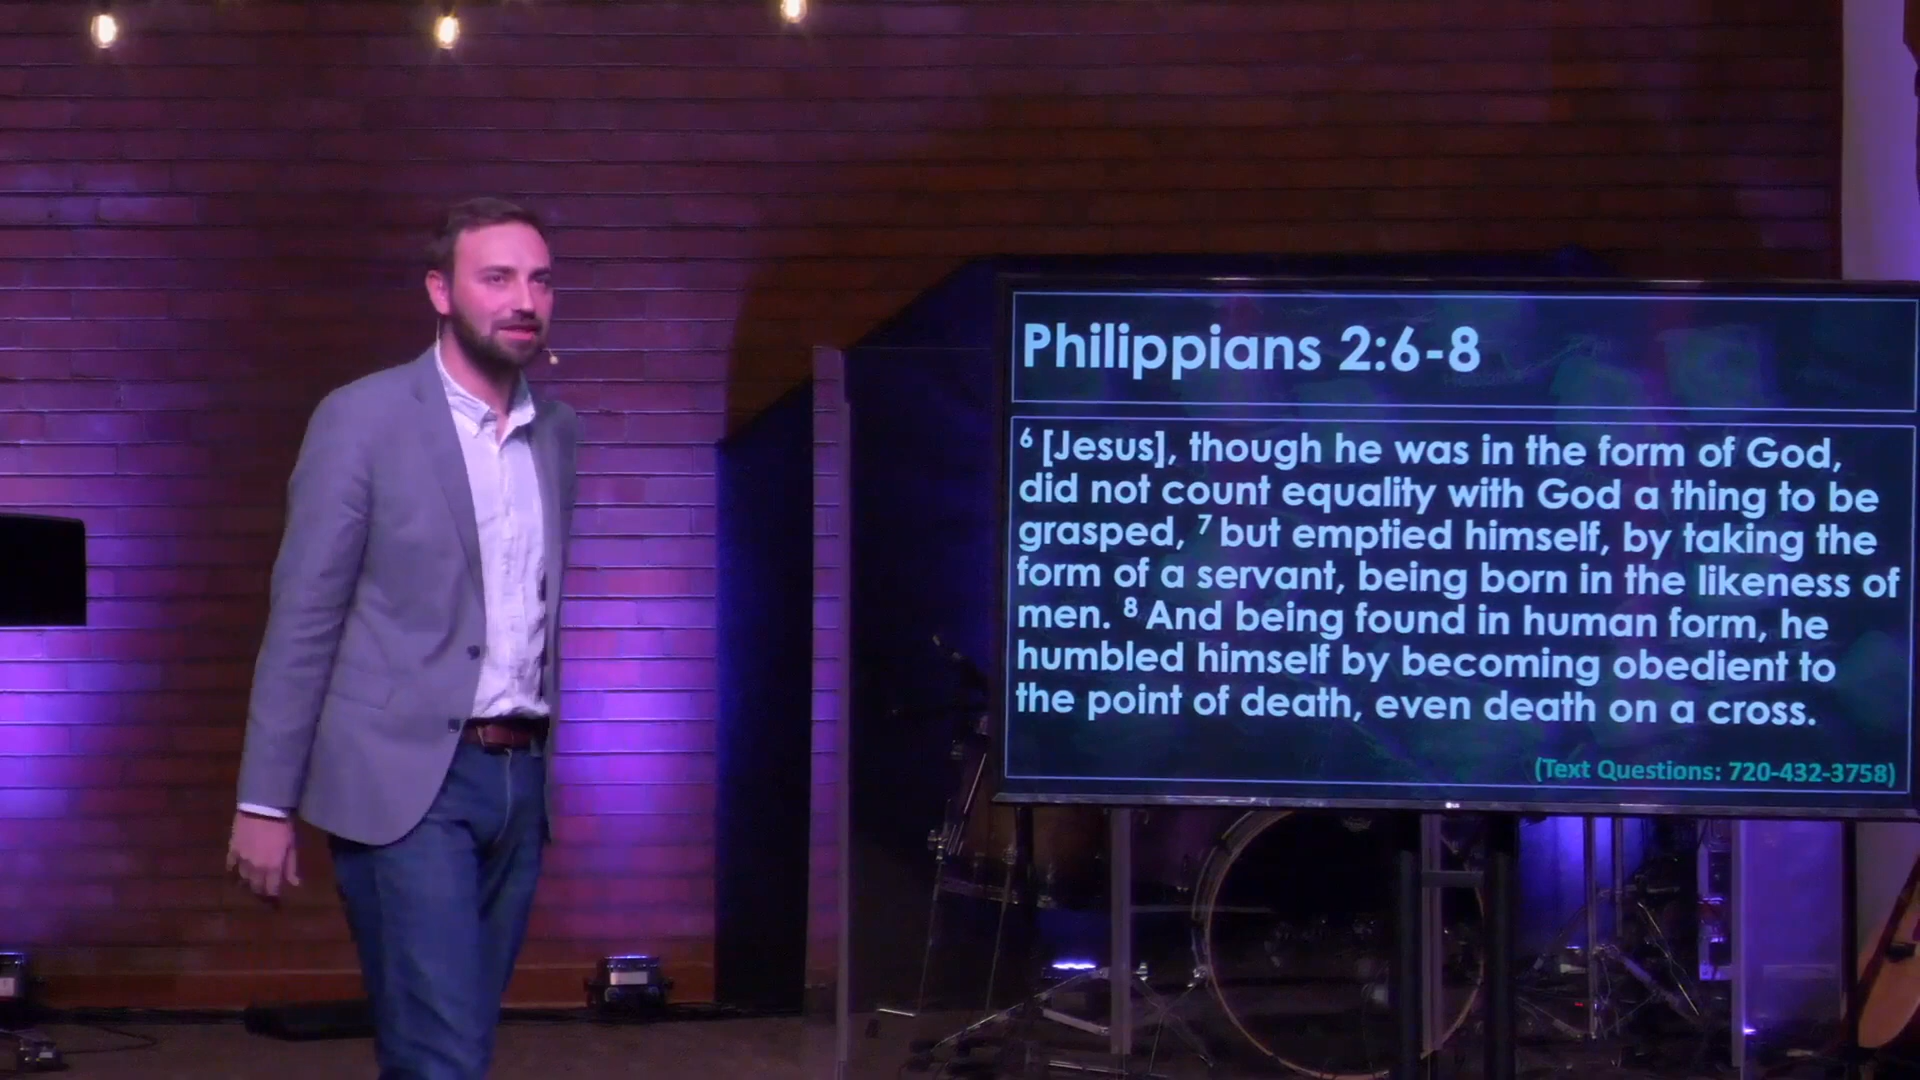 Philippians 2:6-8
⁶ [Jesus], though he was in the form of God,
did not count equality with God a thing to be
grasped, ⁷ but emptied himself, by taking the
form of a servant, being born in the likeness of
men. ⁸ And being found in human form, he
humbled himself by becoming obedient to
the point of death, even death on a cross.
(Text Questions: 720-432-3758)
LG